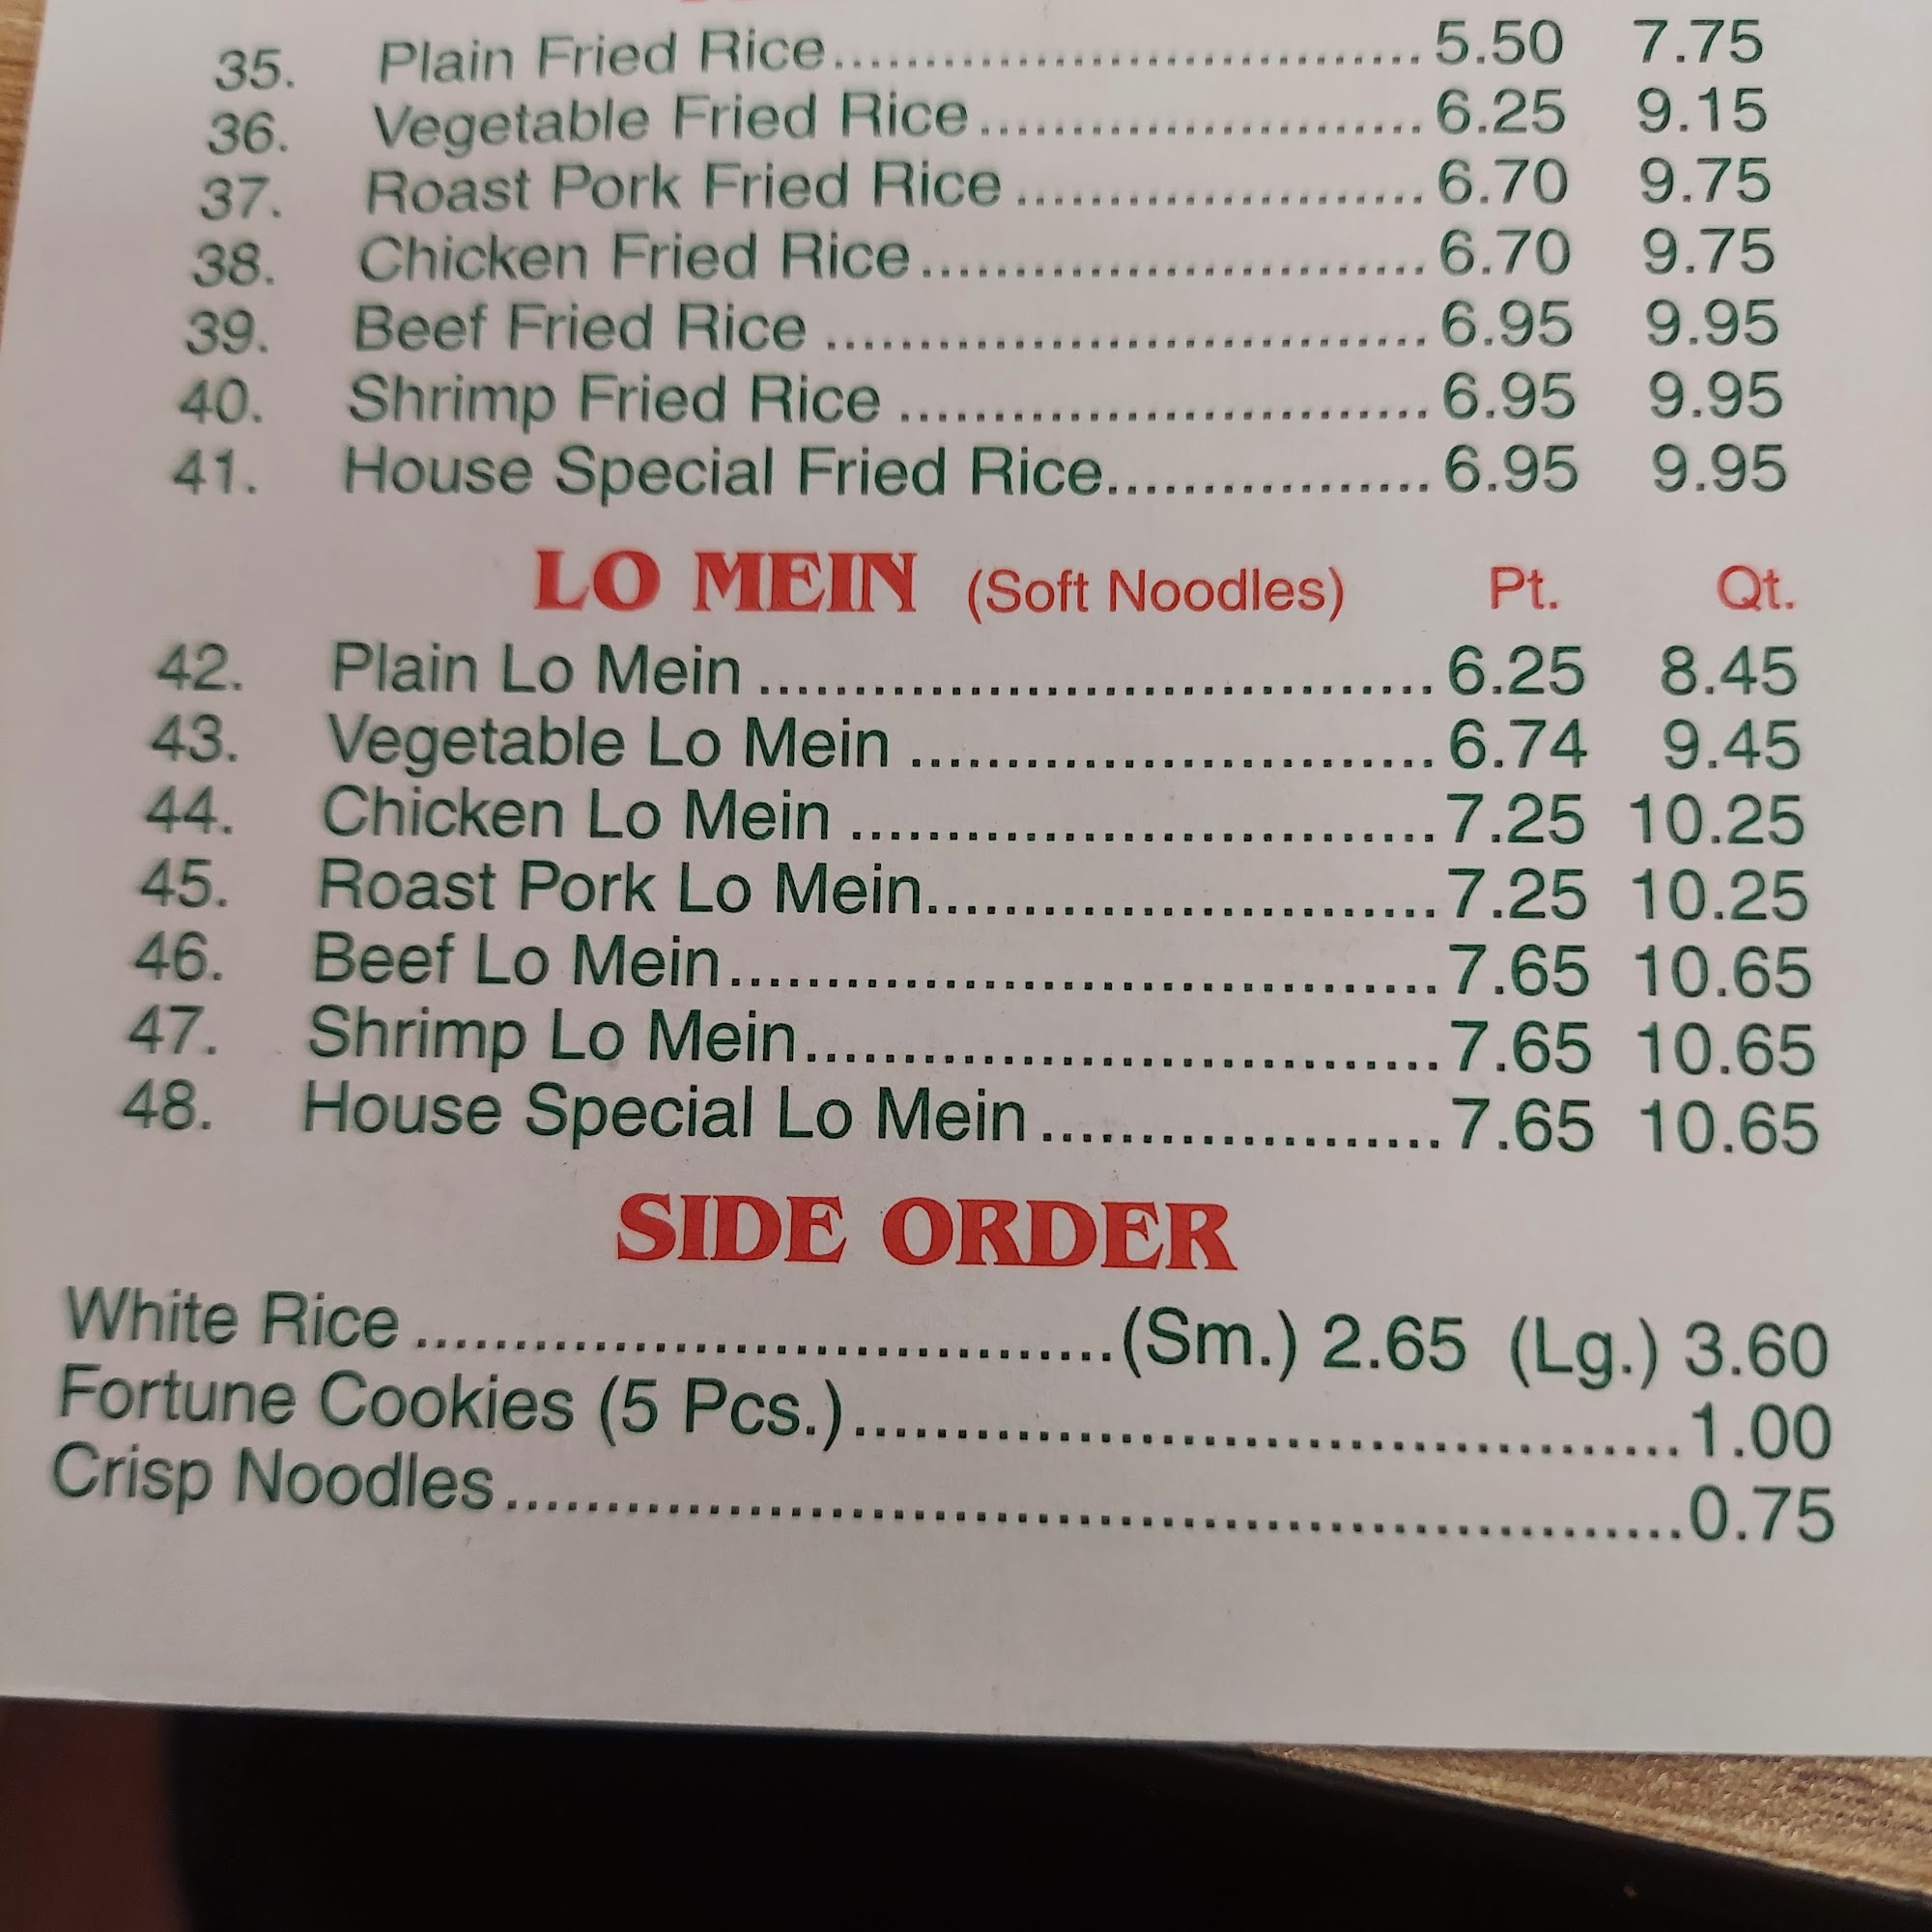 35. Plain Fried Rice.................................5.50 7.75
36. Vegetable Fried Rice.........................6.25 9.15
37. Roast Pork Fried Rice ......................6.70 9.75
38. Chicken Fried Rice...........................6.70 9.75
39. Beef Fried Rice ................................6.95 9.95
40. Shrimp Fried Rice ............................6.95 9.95
41. House Special Fried Rice.................6.95 9.95
LO MEIN (Soft Noodles) Pt. Qt.
42. Plain Lo Mein ...................................6.25 8.45
43. Vegetable Lo Mein ...........................6.74 9.45
44. Chicken Lo Mein ..............................7.25 10.25
45. Roast Pork Lo Mein..........................7.25 10.25
46. Beef Lo Mein....................................7.65 10.65
47. Shrimp Lo Mein................................7.65 10.65
48. House Special Lo Mein ....................7.65 10.65
SIDE ORDER
White Rice ...................................(Sm.) 2.65 (Lg.) 3.60
Fortune Cookies (5 Pcs.).........................................1.00
Crisp Noodles..........................................................0.75